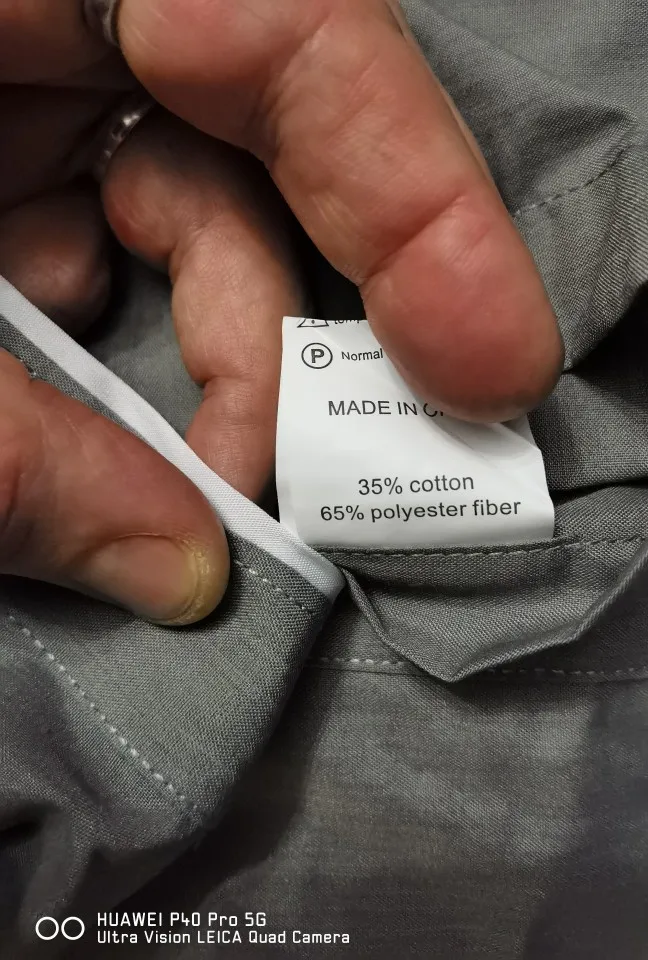 P Normal
MADE IN
35% cotton
65% polyester fiber
HUAWEI P40 Pro 5G
Ultra Vision LEICA Quad Camera